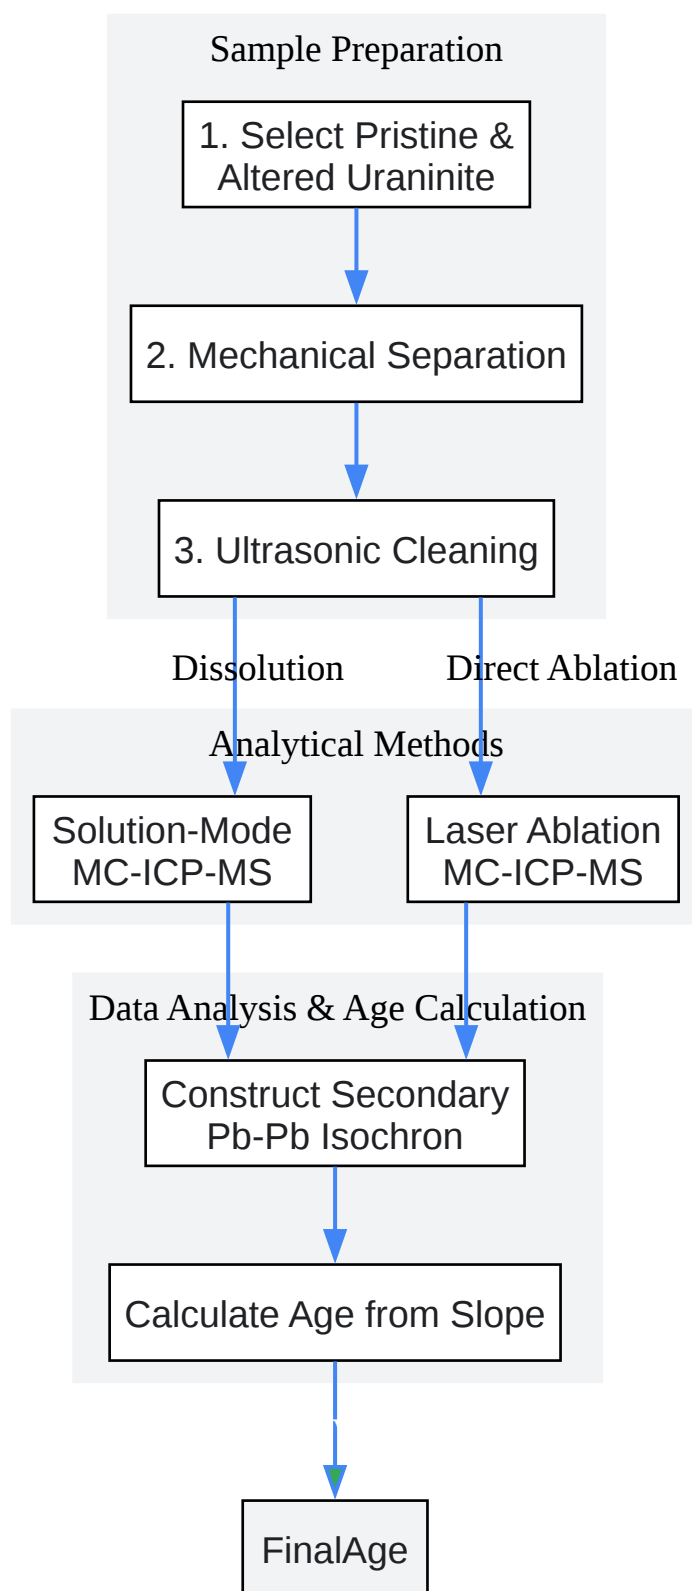 Sample Preparation
1. Select Pristine &
Altered Uraninite
2. Mechanical Separation
3. Ultrasonic Cleaning
Dissolution
Direct Ablation
Analytical Methods
Solution-Mode
MC-ICP-MS
Laser Ablation
MC-ICP-MS
Data Analysis & Age Calculation
Construct Secondary
Pb-Pb Isochron
Calculate Age from Slope
FinalAge